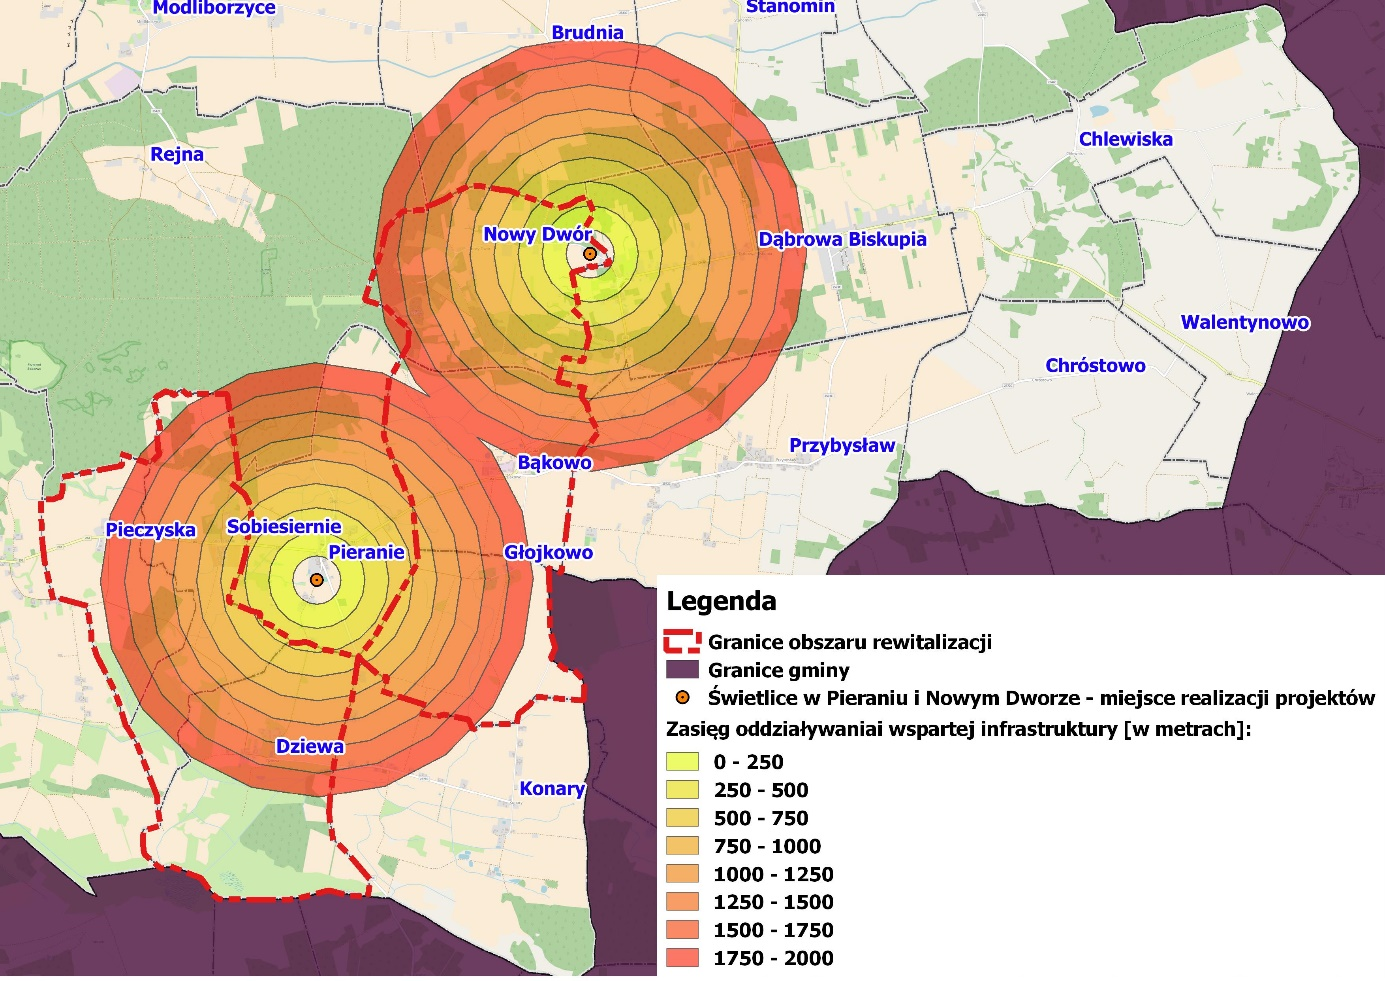 Modliborzyce
Stanomin
Brudnia
Chlewiska
Rejna
Nowy Dwór
Dąbrowa Biskupia
Walentynowo
Chróstowo
Przybysław
Bąkowo
Pieczyska
Sobiesiernie
Pieranie
Głojkowo
Dziewa
Konary
Legenda
Granice obszaru rewitalizacji
Granice gminy
Świetlice w Pieraniu i Nowym Dworze - miejsce realizacji projektów
Zasięg oddziaływaniai wspartej infrastruktury [w metrach]:
0 - 250
250 - 500
500 - 750
750 - 1000
1000 - 1250
1250 - 1500
1500 - 1750
1750 - 2000